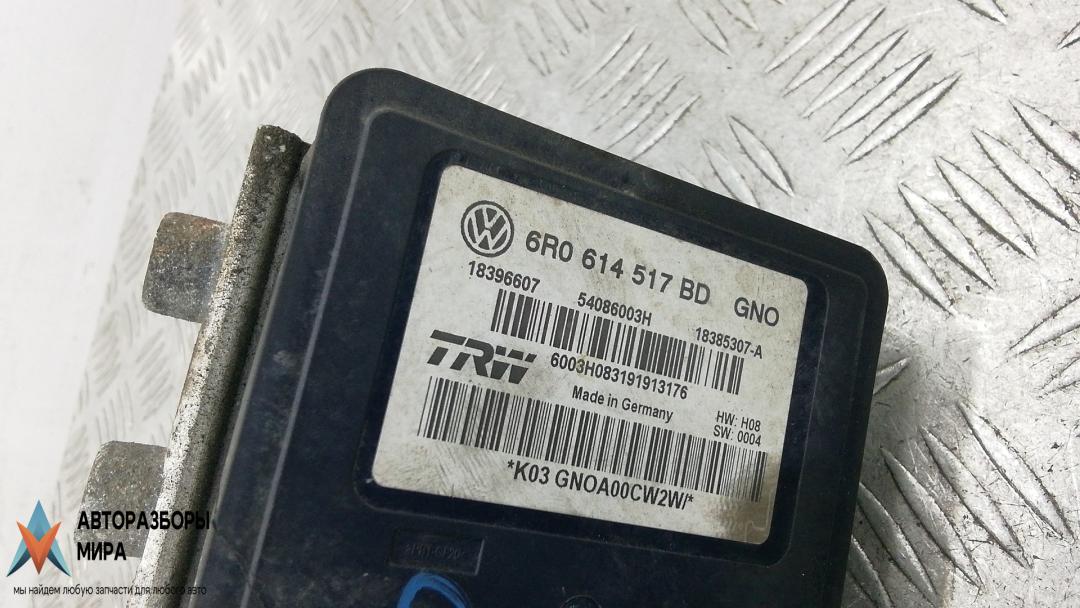 VW
6R0 614 517 BD GNO
18396607 54086003H 18385307-A
TRW 6003H083191913176
Made in Germany HW: H08
SW: 0004
*K03 GNOA00CW2W/*
АВТОРАЗБОРЫ
МИРА
мы найдем любую запчасти для любого авто